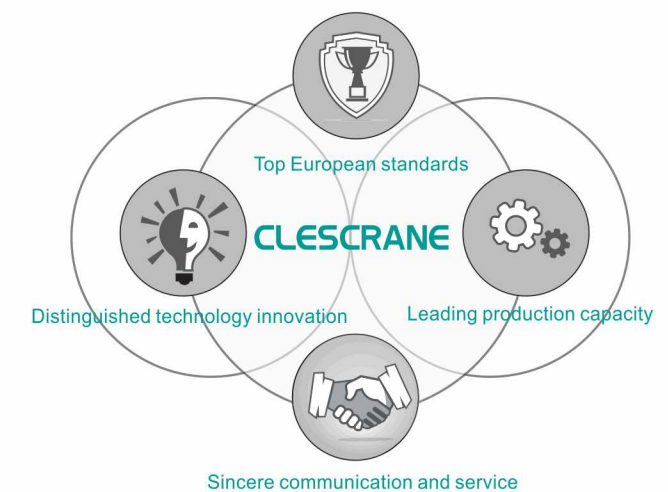 Top European standards
CLESCRANE
Distinguished technology innovation
Leading production capacity
Sincere communication and service